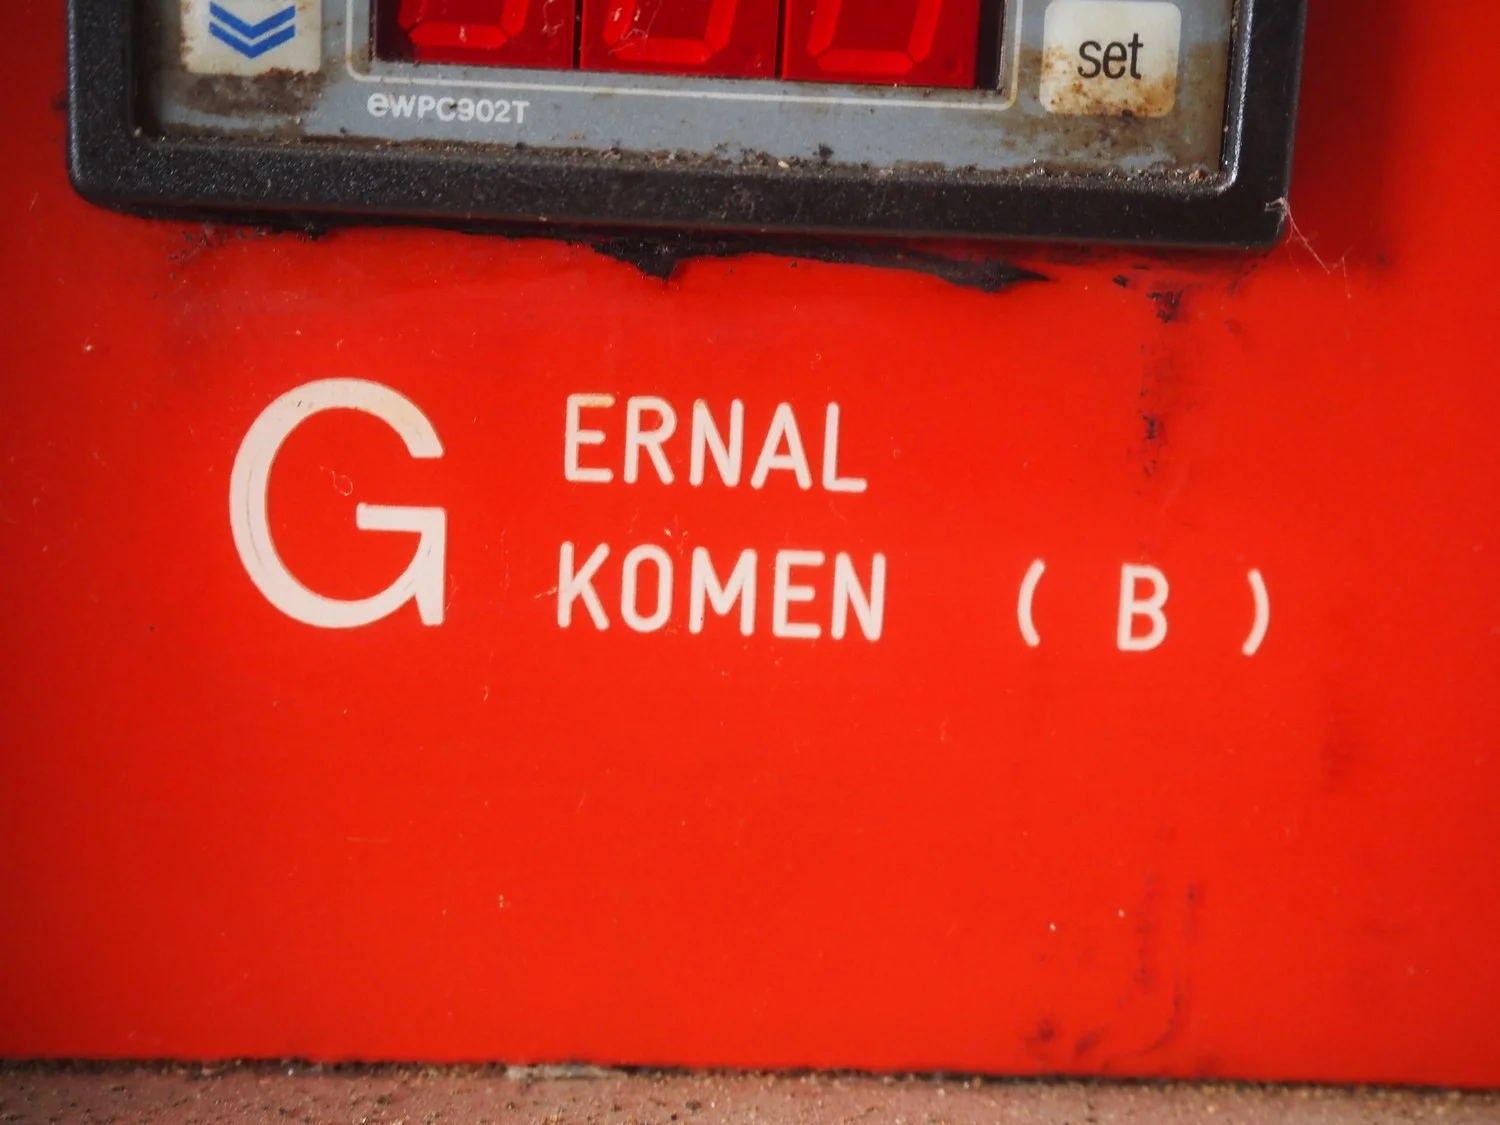 set
eWPC902T
G ERNAL
KOMEN ( B )